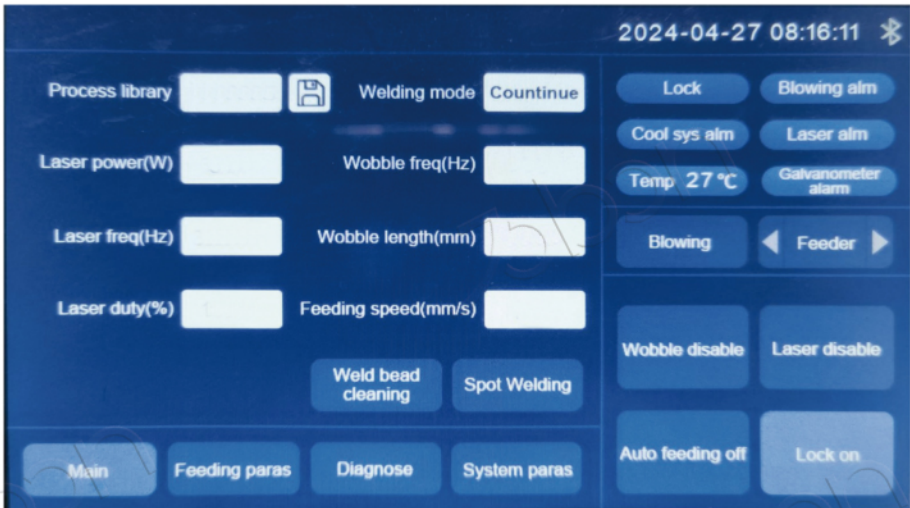 2024-04-27 08:16:11
Process library
Welding mode Countinue
Laser power(W)
Wobble freq(Hz)
Laser freq(Hz)
Wobble length(mm)
Laser duty(%)
Feeding speed(mm/s)
Weld bead
cleaning
Spot Welding
Main
Feeding paras
Diagnose
System paras
Lock
Blowing alm
Cool sys alm
Laser alm
Temp 27℃
Galvanometer
alarm
Blowing
Feeder
Wobble disable
Laser disable
Auto feeding off
Lock on